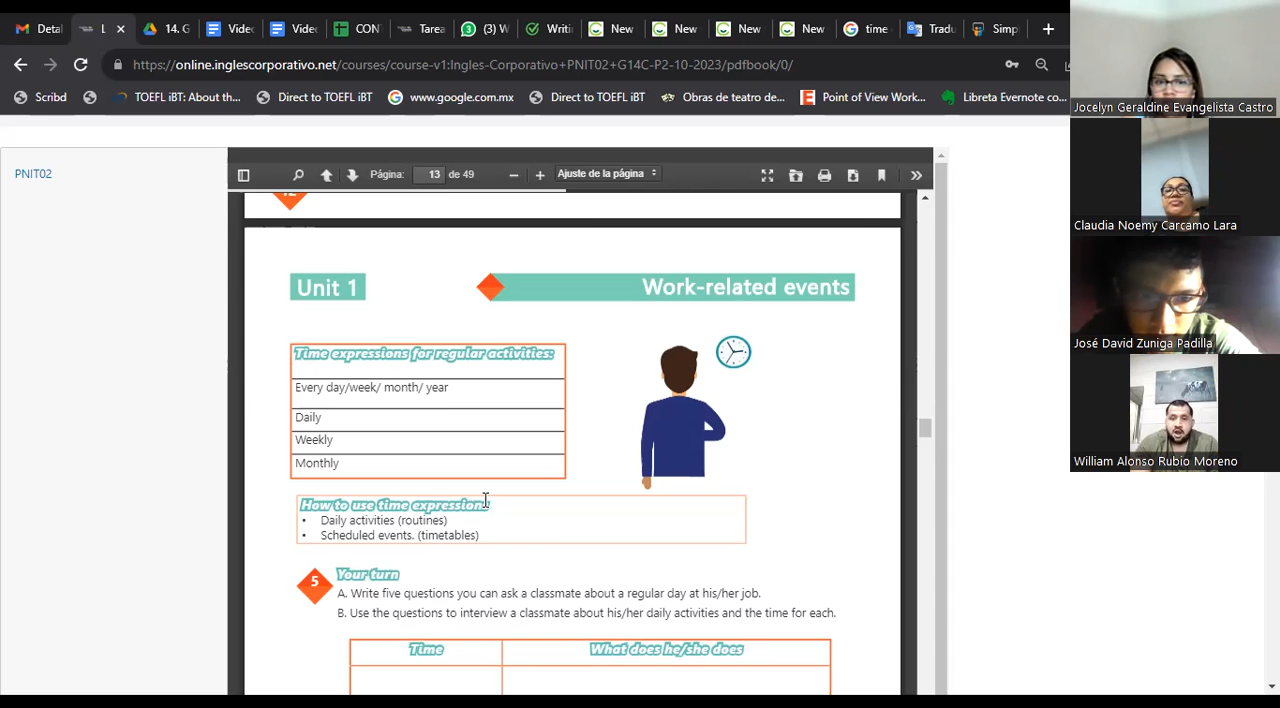 Detal
L
14. G
Videc
Videc
CON
Tarea
(3) W
Writi
New
New
New
New
time
Tradu
Simp
https://online.inglescorporativo.net/courses/course-v1:Ingles-Corporativo+PNIT02+G14C-P2-10-2023/pdfbook/0/
Scribd
TOEFL iBT: About th...
Direct to TOEFL iBT
www.google.com.mx
Direct to TOEFL iBT
Obras de teatro de...
Point of View Work...
Libreta Evernote co...
PNIT02
Página: 13 de 49
Ajuste de la página
12
Unit 1
Work-related events
Time expressions for regular activities:
Every day/week/ month/ year
Daily
Weekly
Monthly
How to use time expressions
• Daily activities (routines)
• Scheduled events. (timetables)
5
Your turn
A. Write five questions you can ask a classmate about a regular day at his/her job.
B. Use the questions to interview a classmate about his/her daily activities and the time for each.
Time
What does he/she does
Jocelyn Geraldine Evangelista Castro
Claudia Noemy Carcamo Lara
José David Zuniga Padilla
William Alonso Rubio Moreno